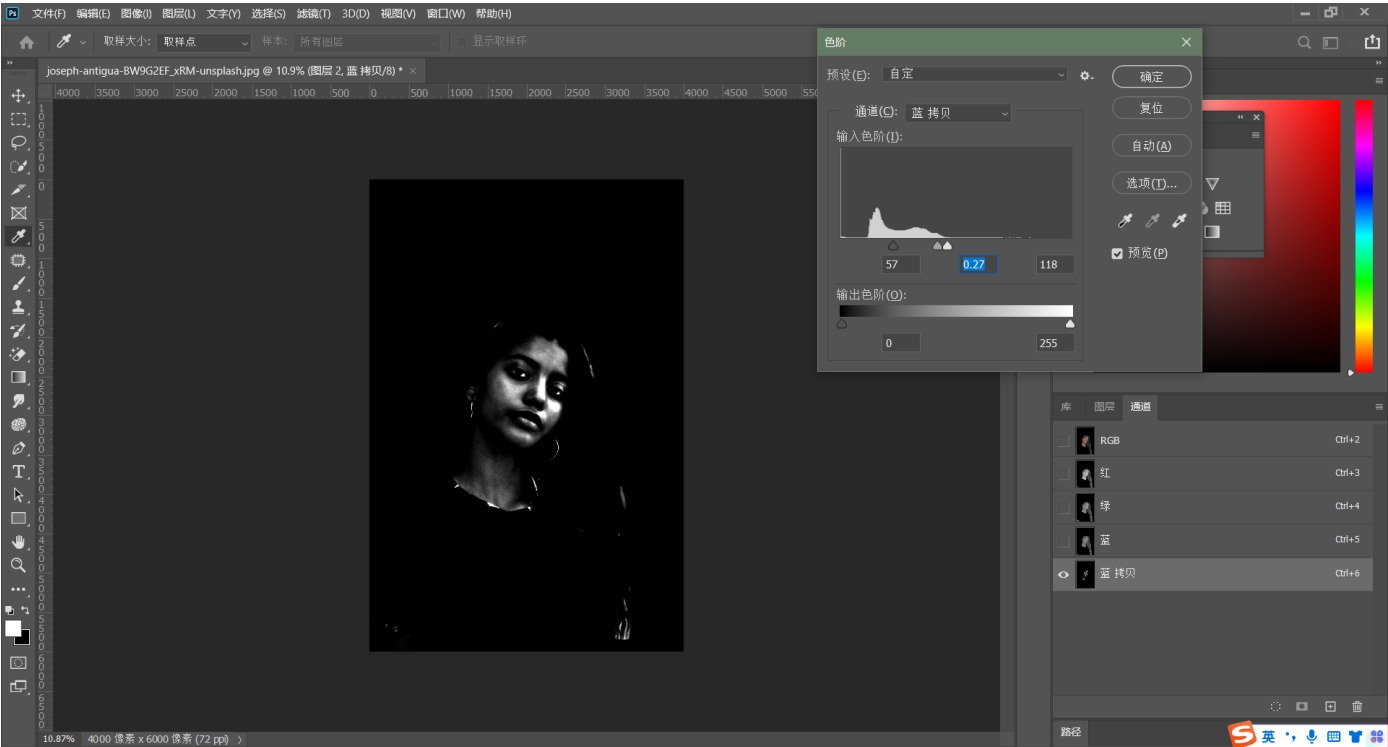 Ps 文件(F) 编辑(E) 图像(I) 图层(L) 文字(Y) 选择(S) 滤镜(T) 3D(D) 视图(V) 窗口(W) 帮助(H)
取样大小: 取样点 样本: 所有图层 显示取样环
joseph-antigua-BW9G2EF_xRM-unsplash.jpg @ 10.9% (图层 2, 蓝 拷贝/8) * ×
4000 3500 3000 2500 2000 1500 1000 500 0 500 1000 1500 2000 2500 3000 3500 4000 4500 5000 550
色阶
预设(E): 自定
确定
通道(C): 蓝 拷贝
复位
输入色阶(I):
自动(A)
选项(T)...
预览(P)
57 0.27 118
输出色阶(O):
0 255
库 图层 通道
RGB Ctrl+2
红 Ctrl+3
绿 Ctrl+4
蓝 Ctrl+5
蓝 拷贝 Ctrl+6
路径
10.87% 4000 像素 x 6000 像素 (72 ppi)
S 英